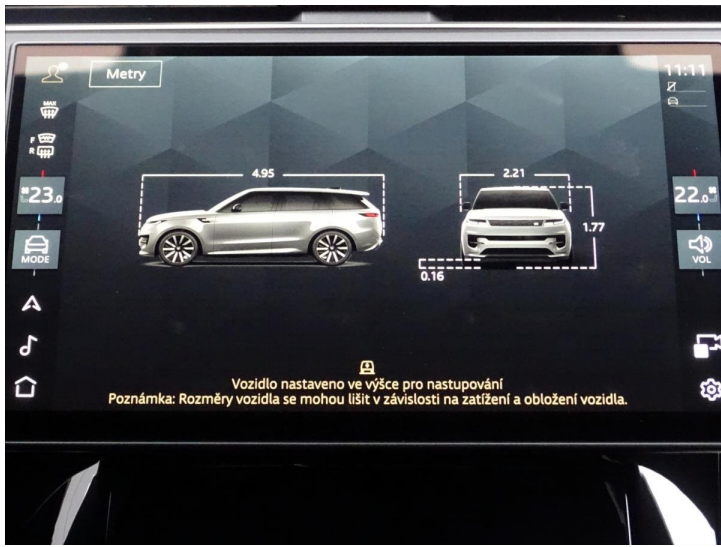 Metry
11:11
MAX
F
R
4.95
2.21
23.0
22.0
1.77
MODE
VOL
0.16
Vozidlo nastaveno ve výšce pro nastupování
Poznámka: Rozměry vozidla se mohou lišit v závislosti na zatížení a obložení vozidla.